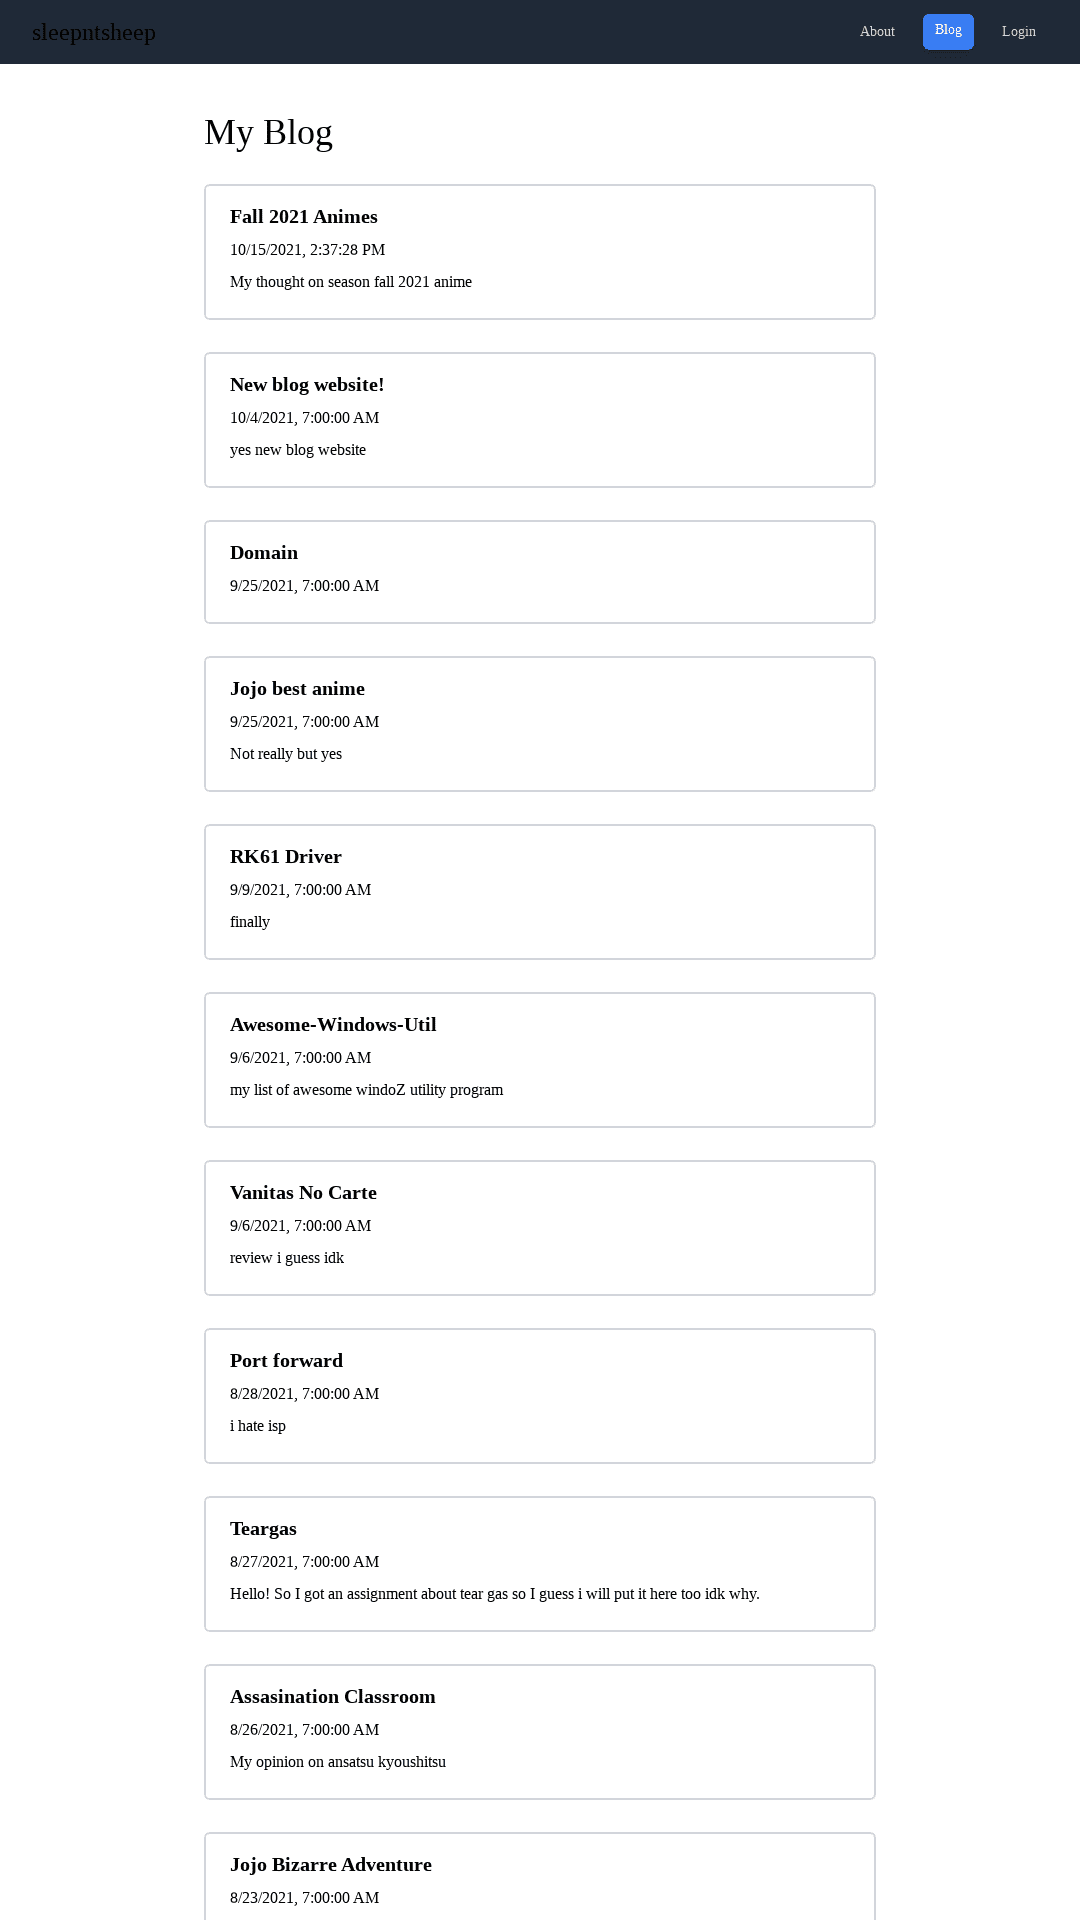 sleepntsheep
About
Blog
Login
My Blog
Fall 2021 Animes
10/15/2021, 2:37:28 PM
My thought on season fall 2021 anime
New blog website!
10/4/2021, 7:00:00 AM
yes new blog website
Domain
9/25/2021, 7:00:00 AM
Jojo best anime
9/25/2021, 7:00:00 AM
Not really but yes
RK61 Driver
9/9/2021, 7:00:00 AM
finally
Awesome-Windows-Util
9/6/2021, 7:00:00 AM
my list of awesome windoZ utility program
Vanitas No Carte
9/6/2021, 7:00:00 AM
review i guess idk
Port forward
8/28/2021, 7:00:00 AM
i hate isp
Teargas
8/27/2021, 7:00:00 AM
Hello! So I got an assignment about tear gas so I guess i will put it here too idk why.
Assasination Classroom
8/26/2021, 7:00:00 AM
My opinion on ansatsu kyoushitsu
Jojo Bizarre Adventure
8/23/2021, 7:00:00 AM